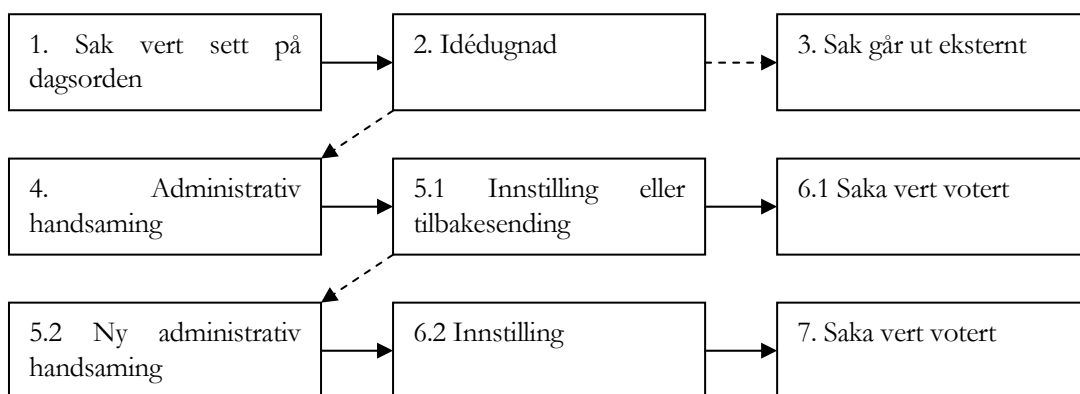 1. Sak vert sett på
dagsorden
2. Idédugnad
3. Sak går ut eksternt
4. Administrativ
handsaming
5.1 Innstilling eller
tilbakesending
6.1 Saka vert votert
5.2 Ny administrativ
handsaming
6.2 Innstilling
7. Saka vert votert